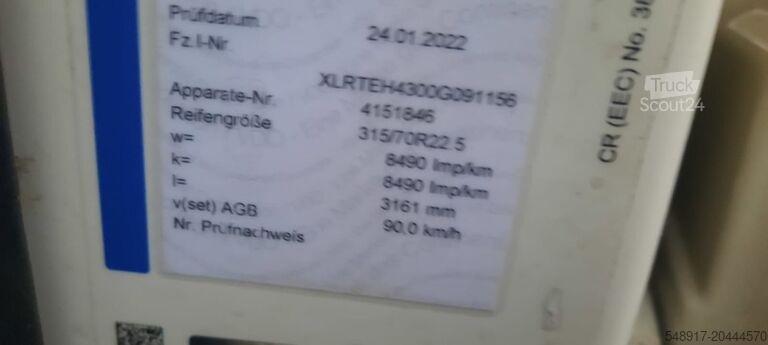 Prüfdatum
Fz.I-Nr.
24.01.2022
XLRTEH4300G091156
Apparate-Nr.
4151846
Reifengröße
315/70R22.5
w=
8490 Imp/km
k=
8490 Imp/km
l=
3161 mm
v(set) AGB
90.0 km/h
Nr. Prüfnachweis
CR (EEC) No. 38
Truck
Scout24
548917-20444570